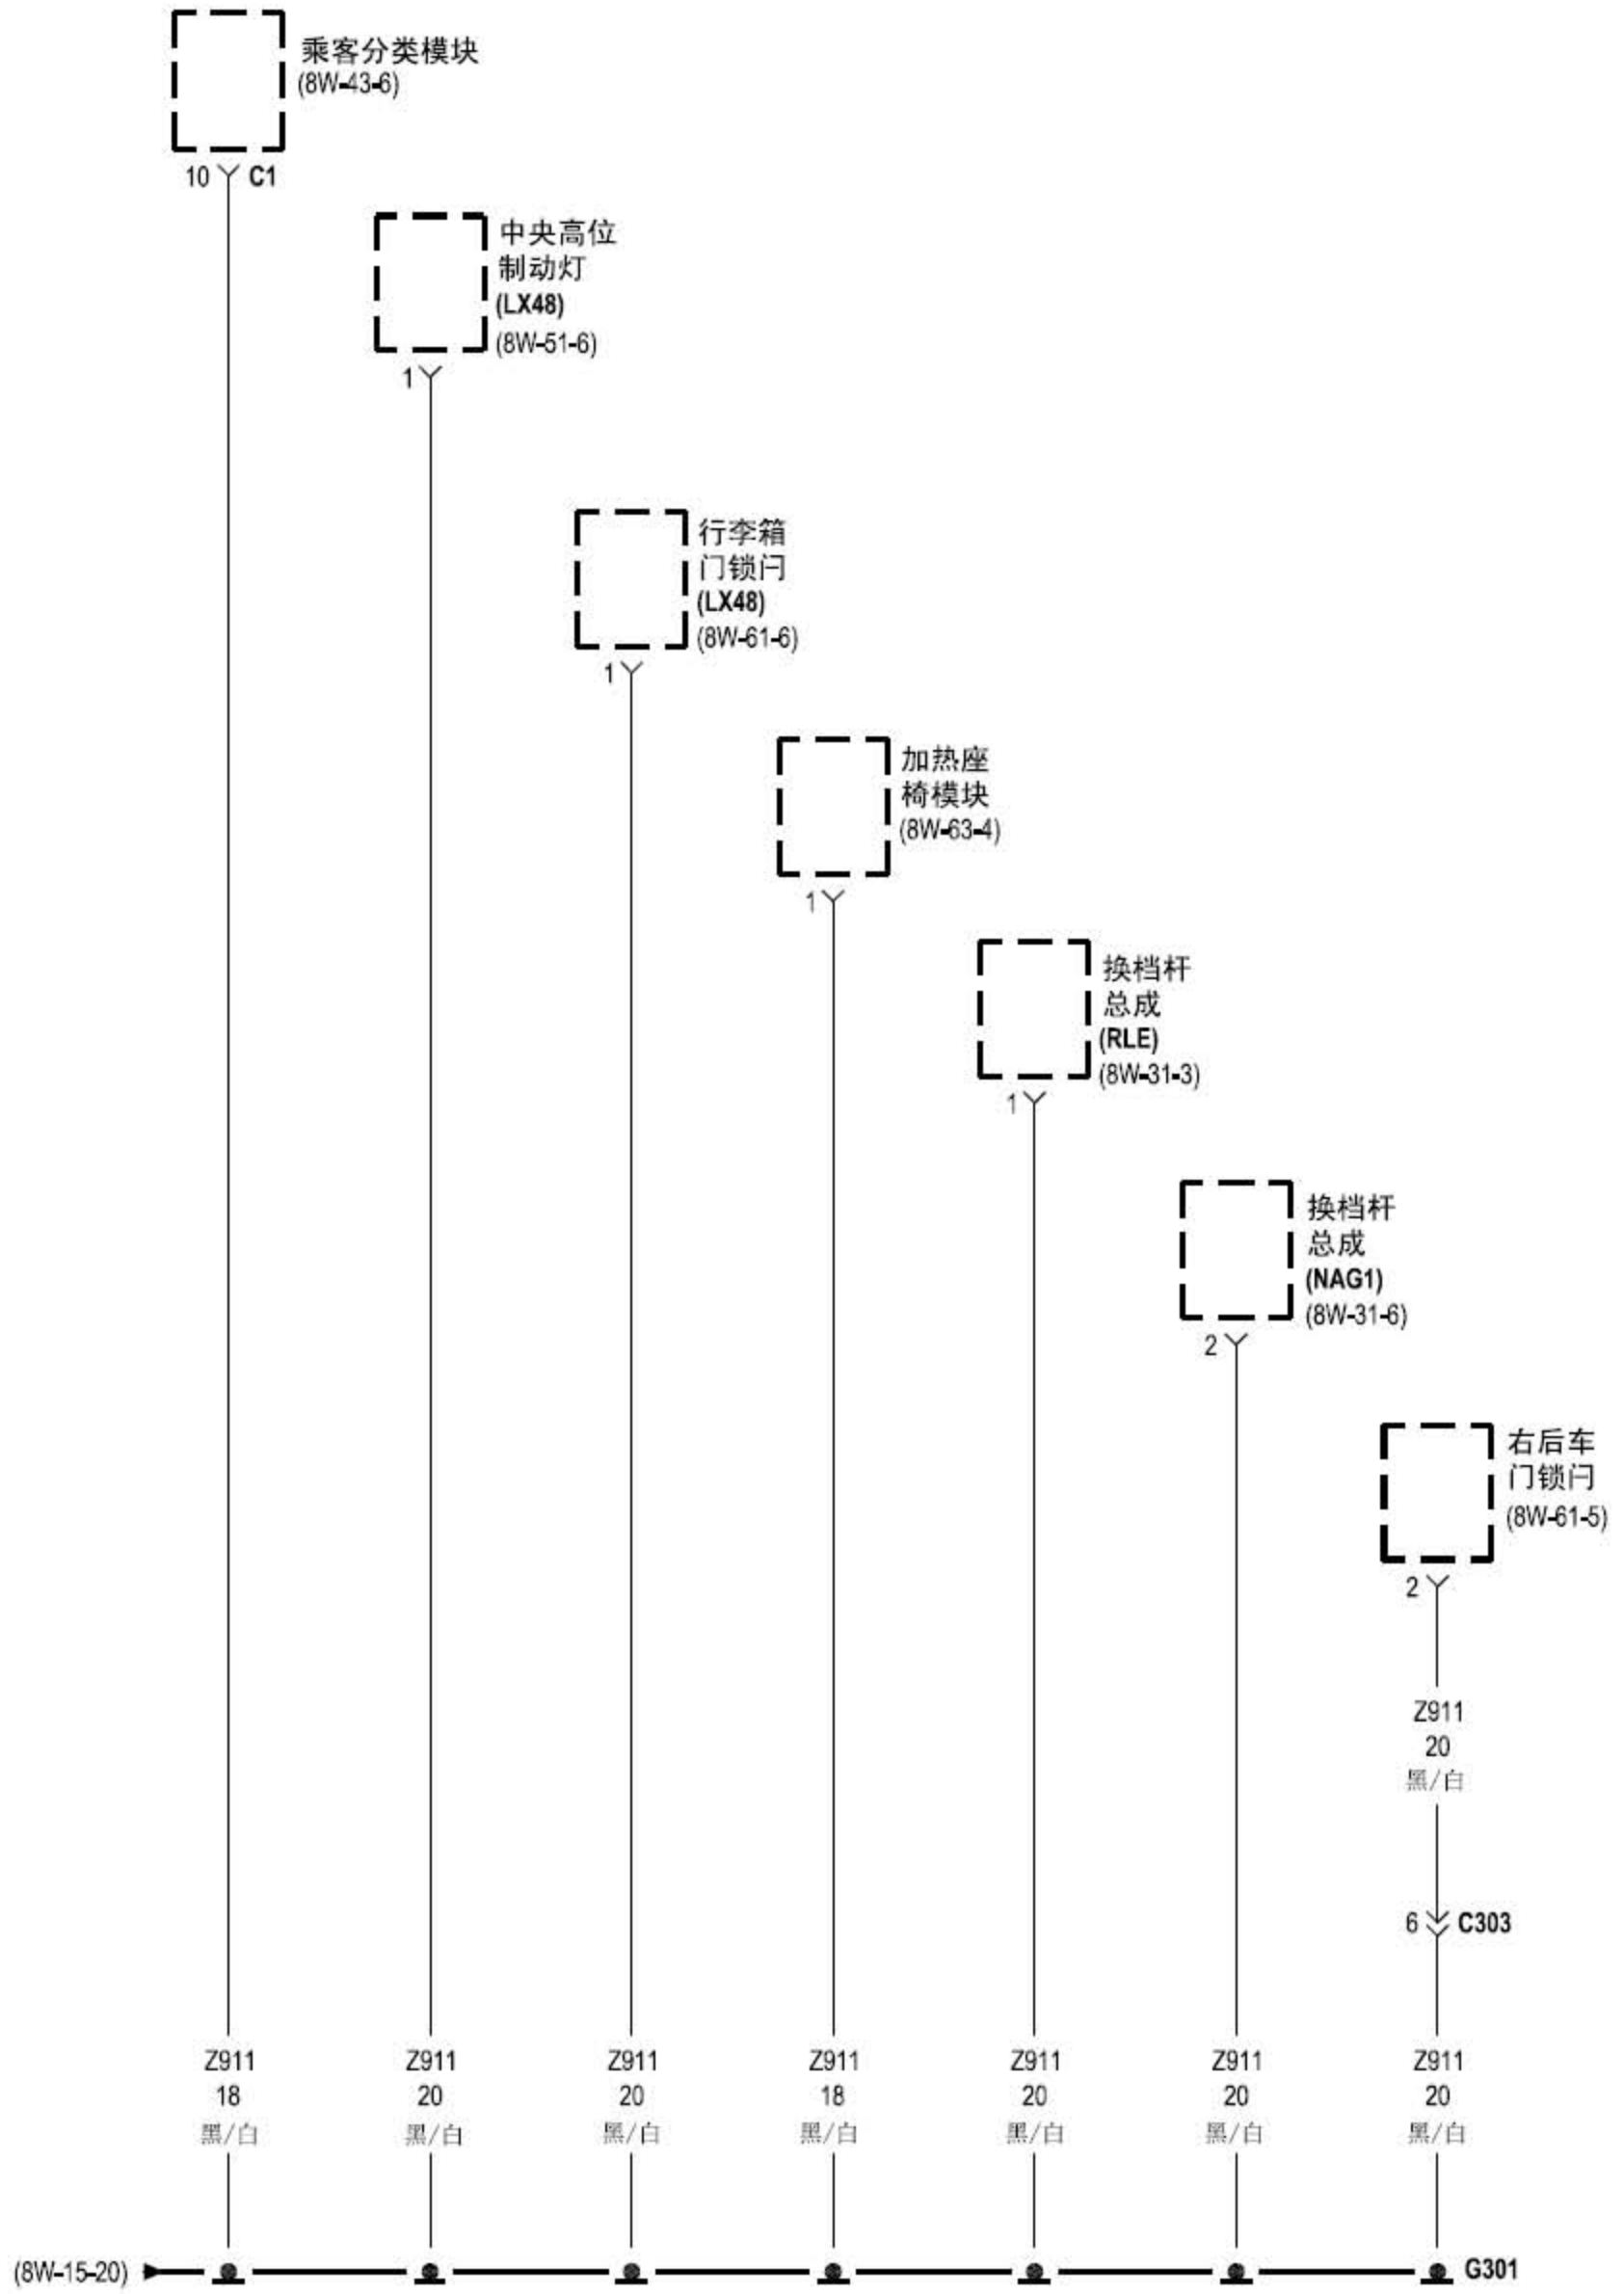 乘客分类模块
(8W-43-6)
10 C1
中央高位
制动灯
(LX48)
(8W-51-6)
1
行李箱
门锁闩
(LX48)
(8W-61-6)
1
加热座
椅模块
(8W-63-4)
1
换档杆
总成
(RLE)
(8W-31-3)
1
换档杆
总成
(NAG1)
(8W-31-6)
2
右后车
门锁闩
(8W-61-5)
2
Z911
20
黑/白
6 C303
Z911 Z911 Z911 Z911 Z911 Z911 Z911
18 20 20 18 20 20 20
黑/白 黑/白 黑/白 黑/白 黑/白 黑/白 黑/白
(8W-15-20) G301